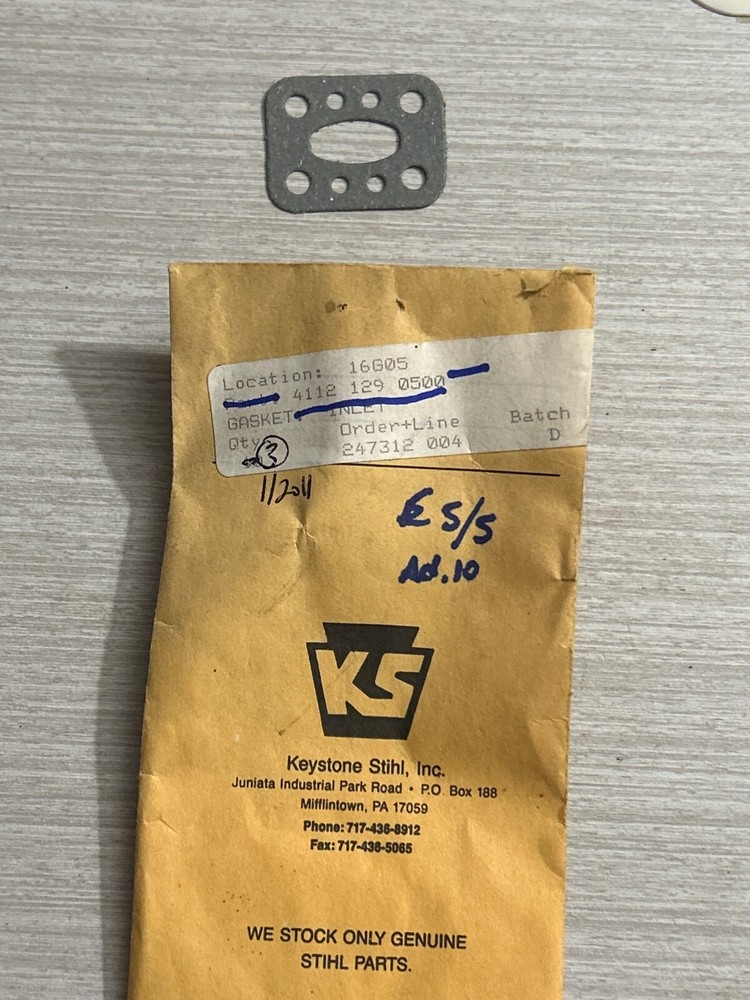 Location: 16G05
4112 129 0500
GASKET INLET
Qty Order+Line Batch
3 247312 004 D
1/2011
5/5
Ad.10
KS
Keystone Stihl, Inc.
Juniata Industrial Park Road • P.O. Box 188
Mifflintown, PA 17059
Phone: 717-436-8912
Fax: 717-436-5065
WE STOCK ONLY GENUINE
STIHL PARTS.